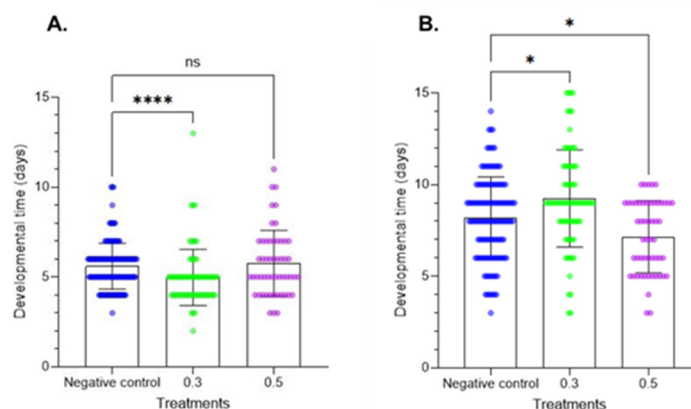 A.
ns
****
15
10
5
0
Developmental time (days)
Negative control 0.3 0.5
Treatments
B.
*
*
15
10
5
0
Developmental time (days)
Negative control 0.3 0.5
Treatments